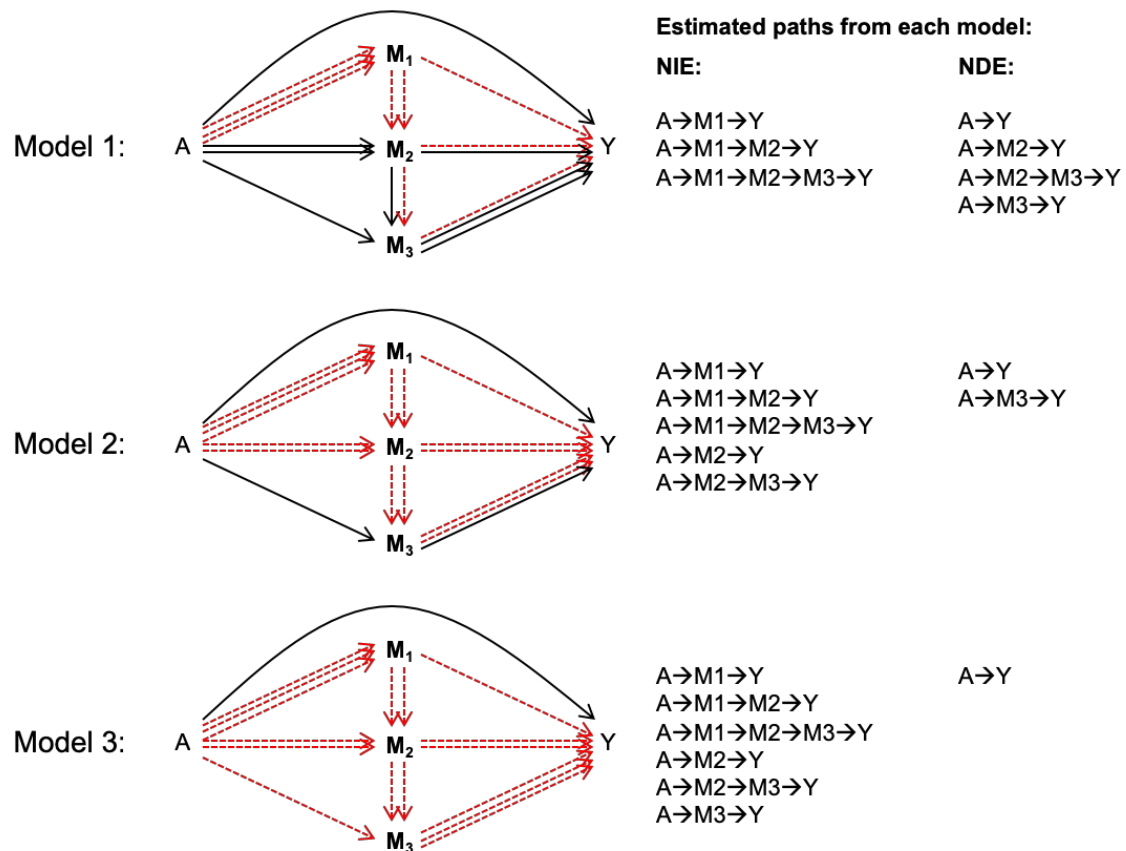 Estimated paths from each model:
NIE: NDE:
Model 1: A M₁ M₂ M₃ Y
A→M1→Y A→Y
A→M1→M2→Y A→M2→Y
A→M1→M2→M3→Y A→M2→M3→Y
A→M3→Y
Model 2: A M₁ M₂ M₃ Y
A→M1→Y A→Y
A→M1→M2→Y A→M3→Y
A→M1→M2→M3→Y
A→M2→Y
A→M2→M3→Y
Model 3: A M₁ M₂ M₃ Y
A→M1→Y A→Y
A→M1→M2→Y
A→M1→M2→M3→Y
A→M2→Y
A→M2→M3→Y
A→M3→Y